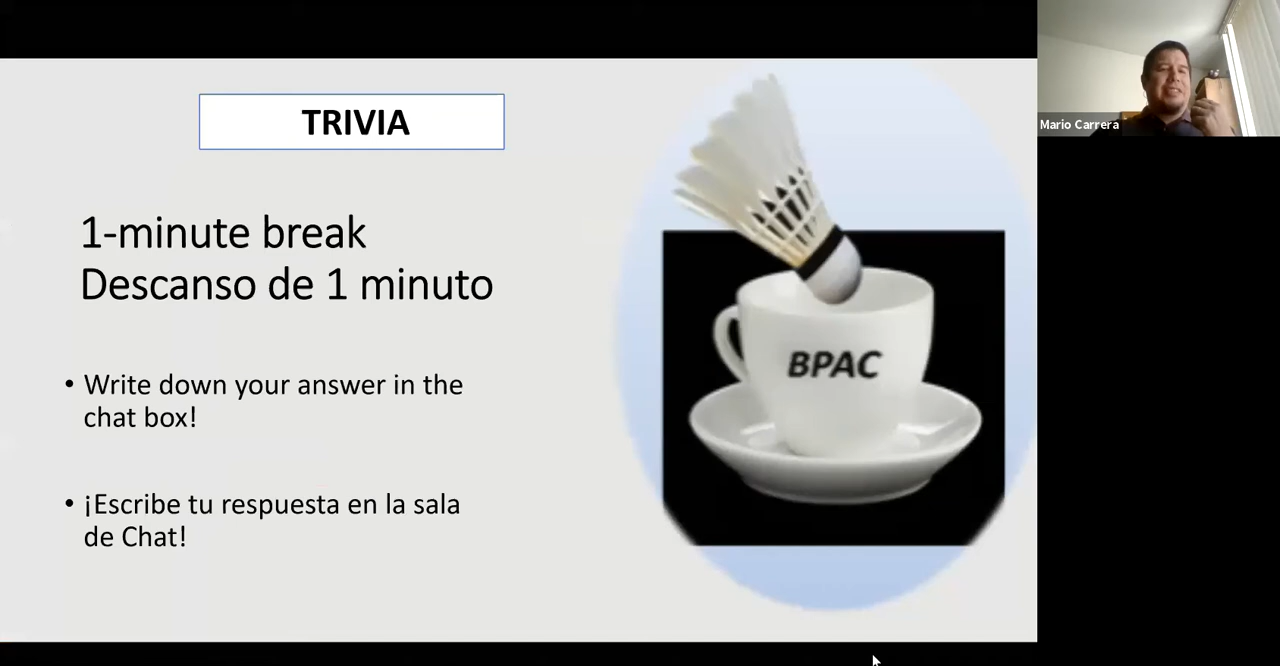 TRIVIA
1-minute break
Descanso de 1 minuto
• Write down your answer in the
chat box!
• ¡Escribe tu respuesta en la sala
de Chat!
BPAC
Mario Carrera